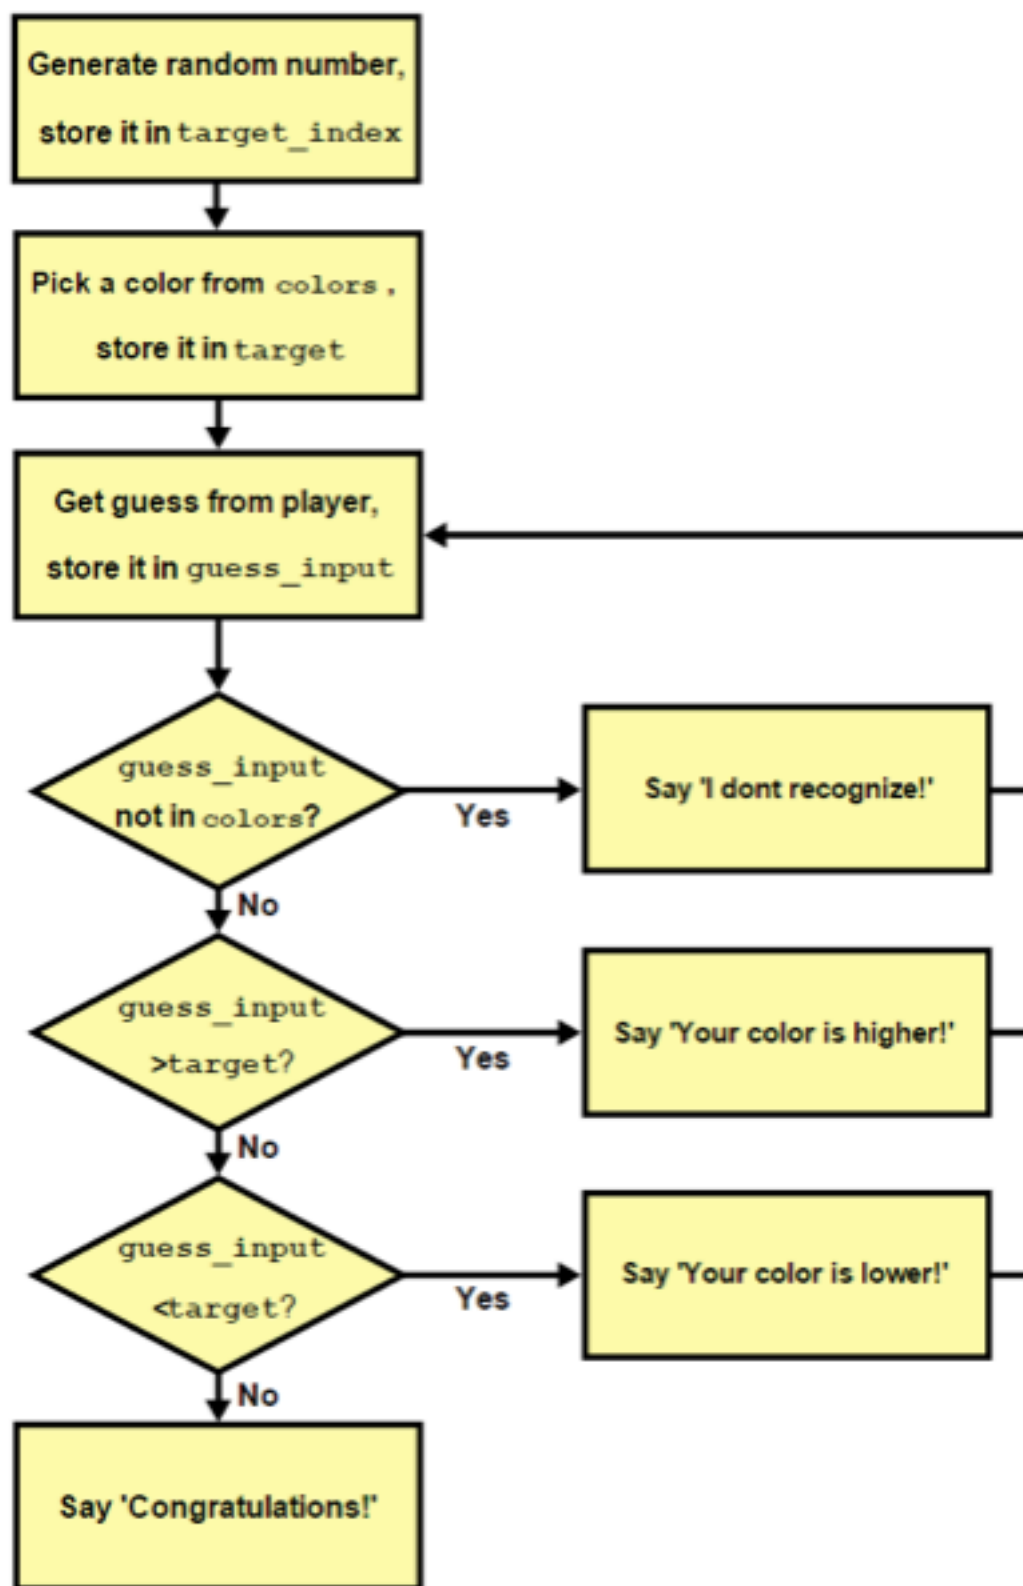 Generate random number,
store it in target_index
Pick a color from colors ,
store it in target
Get guess from player,
store it in guess_input
guess_input
not in colors?
Yes
Say 'I dont recognize!'
No
guess_input
>target?
Yes
Say 'Your color is higher!'
No
guess_input
<target?
Yes
Say 'Your color is lower!'
No
Say 'Congratulations!'